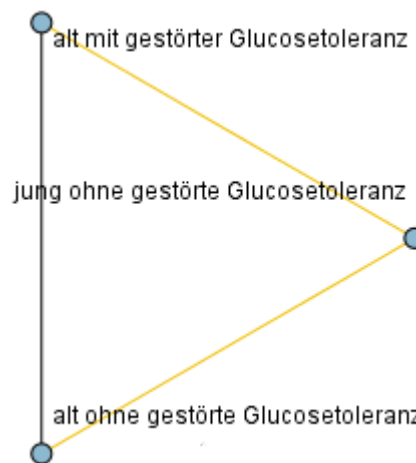 alt mit gestörter Glucosetoleranz
jung ohne gestörte Glucosetoleranz
alt ohne gestörte Glucosetoleranz